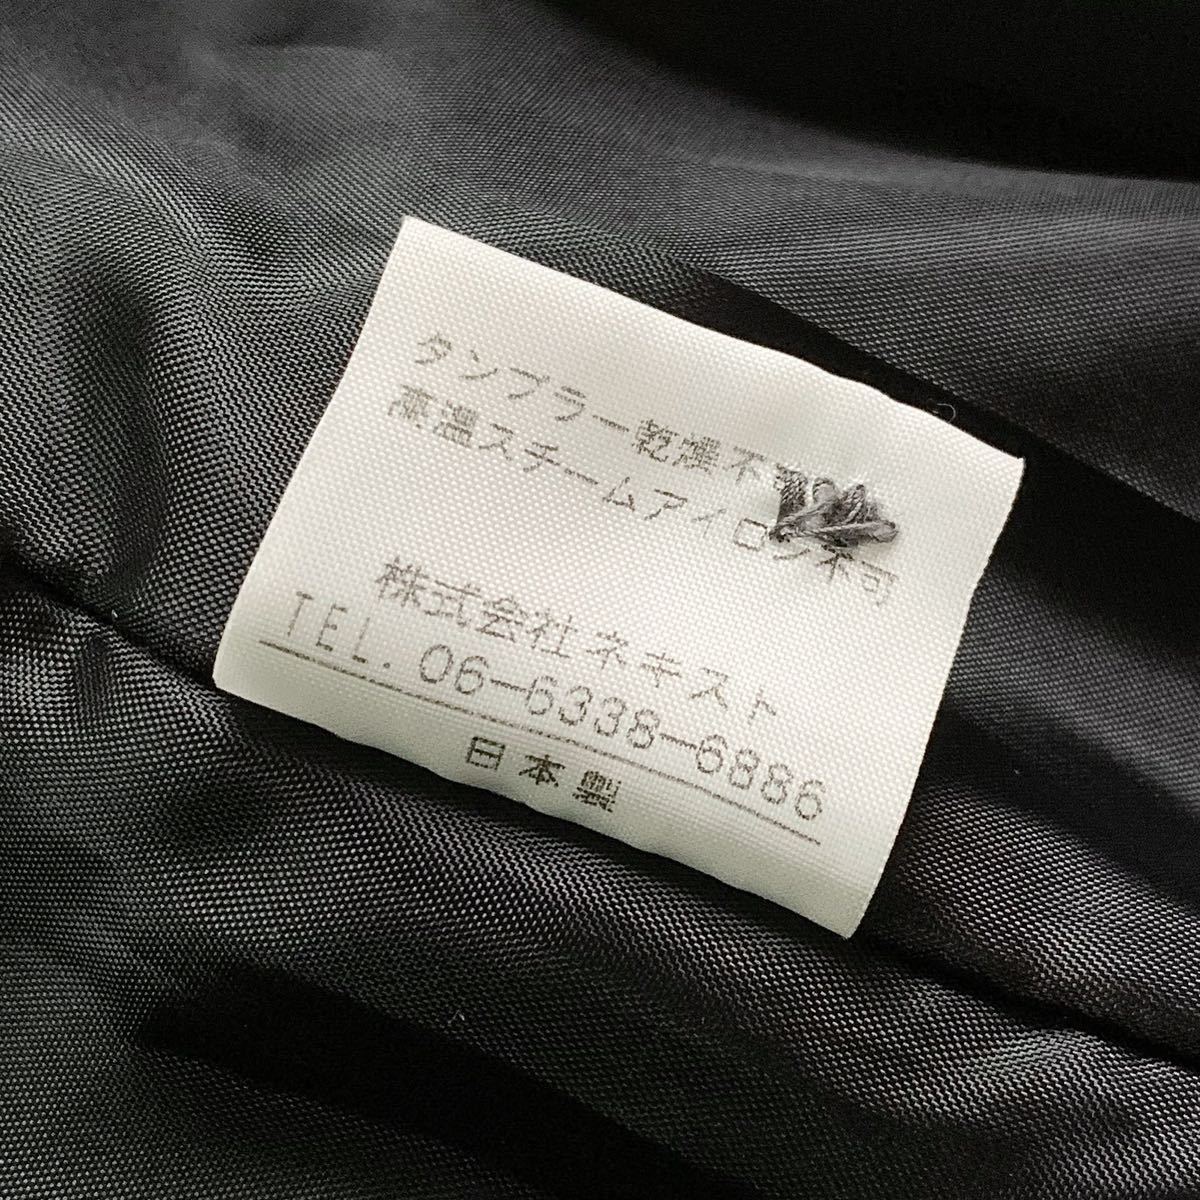 タンブラー乾燥不可
高温スチームアイロン不可
株式会社ネキスト
TEL. 06-6338-6886
日本製